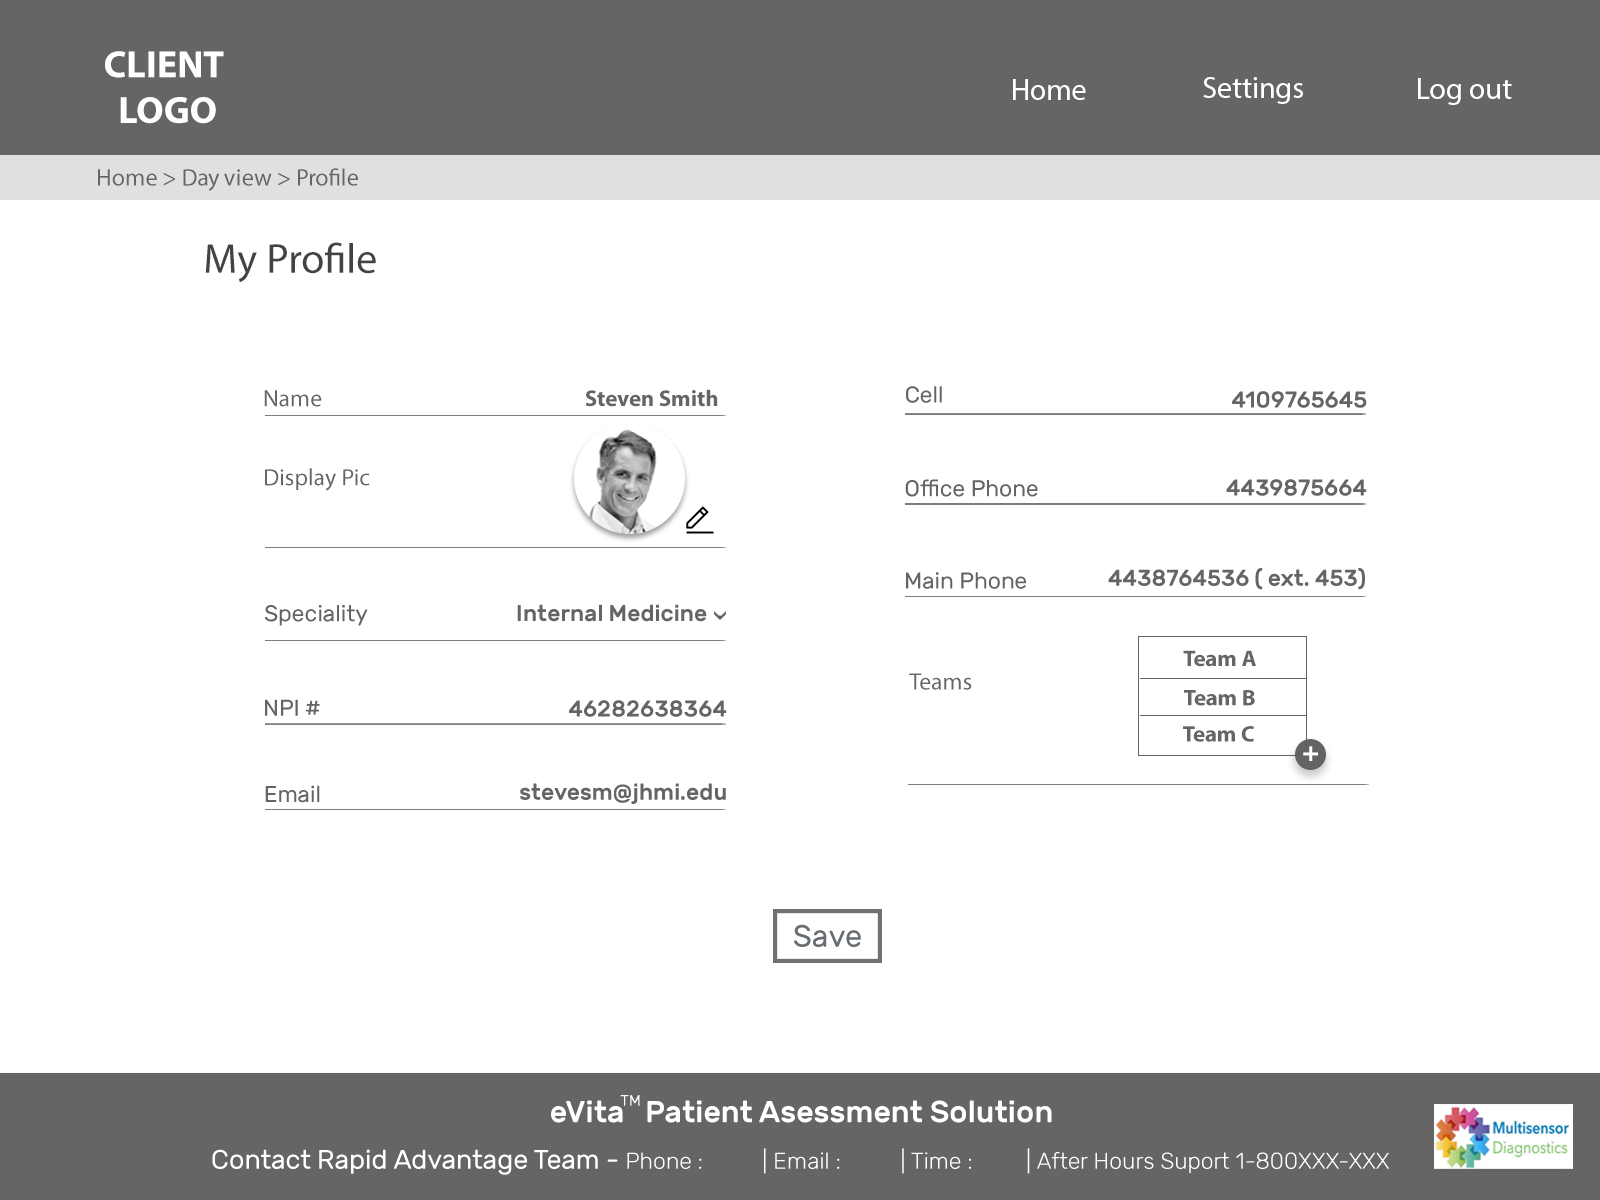 CLIENT
LOGO
Home
Settings
Log out
Home > Day view > Profile
My Profile
Name
Steven Smith
Display Pic
Speciality
Internal Medicine
NPI #
46282638364
Email
stevesm@jhmi.edu
Cell
4109765645
Office Phone
4439875664
Main Phone
4438764536 ( ext. 453)
Teams
Team A
Team B
Team C
+
Save
eVita™ Patient Asessment Solution
Contact Rapid Advantage Team - Phone : | Email : | Time : | After Hours Suport 1-800XXX-XXX
Multisensor
Diagnostics